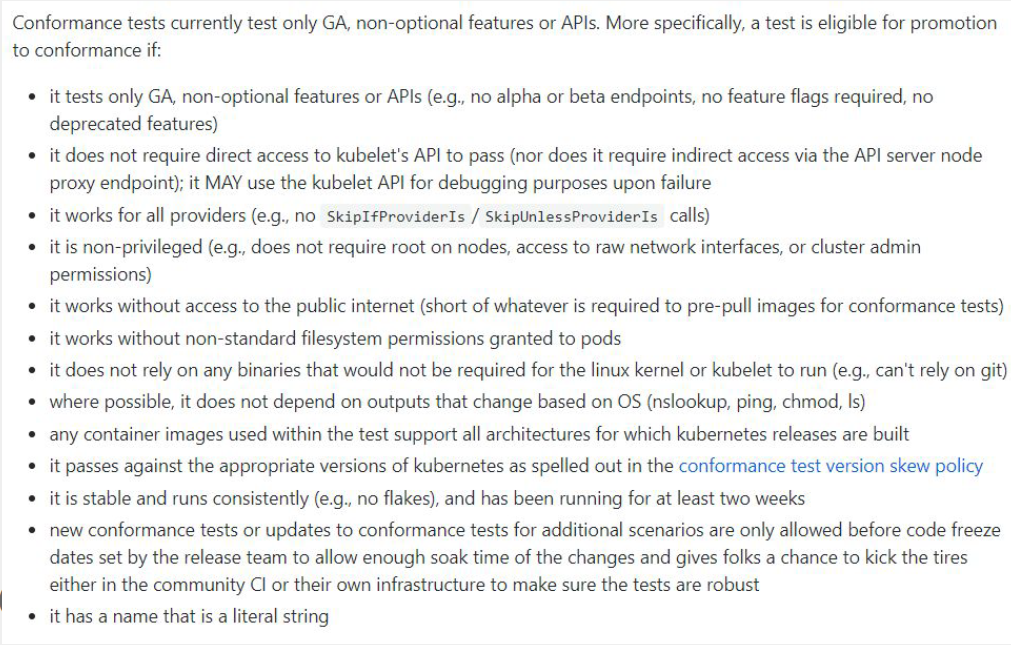 Conformance tests currently test only GA, non-optional features or APIs. More specifically, a test is eligible for promotion
to conformance if:
• it tests only GA, non-optional features or APIs (e.g., no alpha or beta endpoints, no feature flags required, no
deprecated features)
• it does not require direct access to kubelet's API to pass (nor does it require indirect access via the API server node
proxy endpoint); it MAY use the kubelet API for debugging purposes upon failure
• it works for all providers (e.g., no SkipIfProviderIs / SkipUnlessProviderIs calls)
• it is non-privileged (e.g., does not require root on nodes, access to raw network interfaces, or cluster admin
permissions)
• it works without access to the public internet (short of whatever is required to pre-pull images for conformance tests)
• it works without non-standard filesystem permissions granted to pods
• it does not rely on any binaries that would not be required for the linux kernel or kubelet to run (e.g., can't rely on git)
• where possible, it does not depend on outputs that change based on OS (nslookup, ping, chmod, ls)
• any container images used within the test support all architectures for which kubernetes releases are built
• it passes against the appropriate versions of kubernetes as spelled out in the conformance test version skew policy
• it is stable and runs consistently (e.g., no flakes), and has been running for at least two weeks
• new conformance tests or updates to conformance tests for additional scenarios are only allowed before code freeze
dates set by the release team to allow enough soak time of the changes and gives folks a chance to kick the tires
either in the community CI or their own infrastructure to make sure the tests are robust
• it has a name that is a literal string